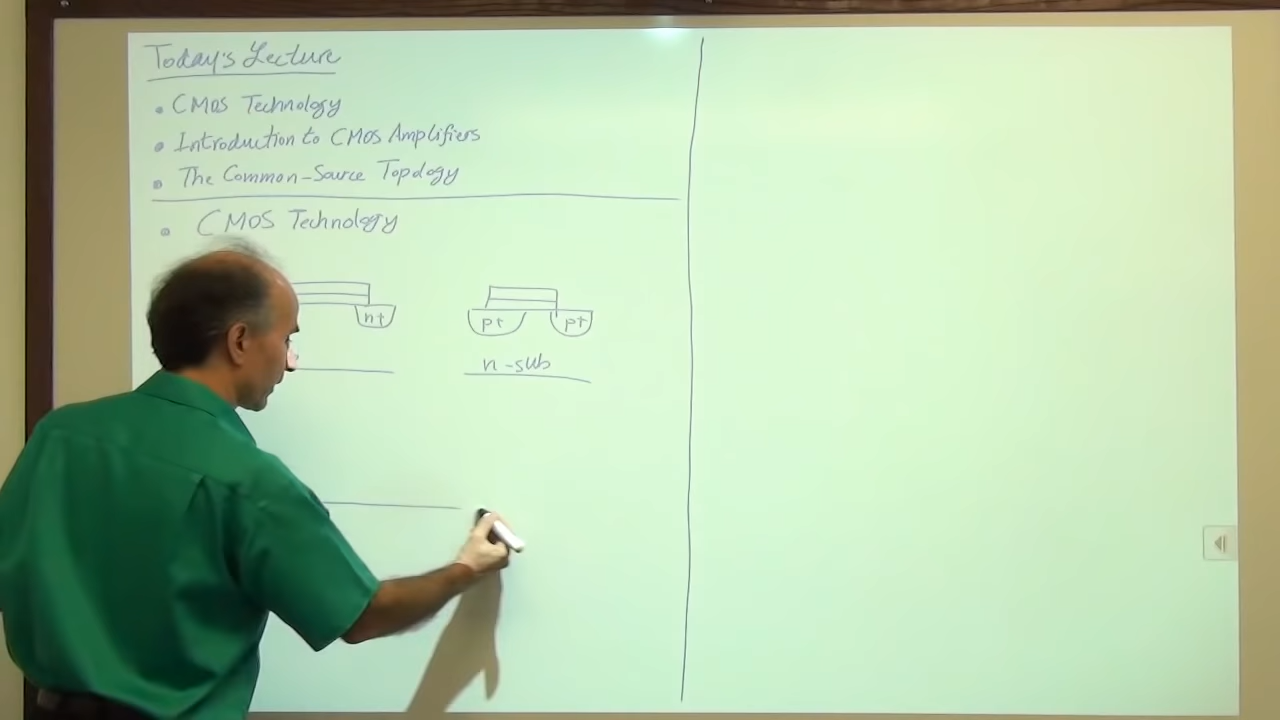 Today's Lecture
• CMOS Technology
• Introduction to CMOS Amplifiers
• The Common-Source Topology
• CMOS Technology
n+ p+ p+
n-sub